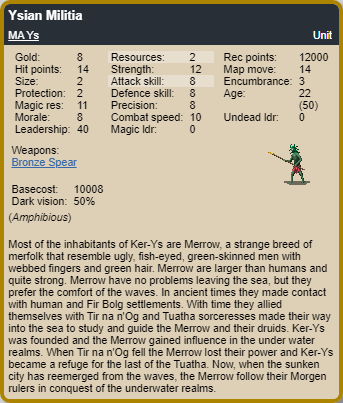 Ysian Militia
MA Ys Unit
Gold: 8 Resources: 2 Rec points: 12000
Hit points: 14 Strength: 12 Map move: 14
Size: 2 Attack skill: 8 Encumbrance: 3
Protection: 2 Defence skill: 8 Age: 22
Magic res: 11 Precision: 8 (50)
Morale: 8 Combat speed: 10 Undead ldr: 0
Leadership: 40 Magic ldr: 0
Weapons:
Bronze Spear
Basecost: 10008
Dark vision: 50%
(Amphibious)
Most of the inhabitants of Ker-Ys are Merrow, a strange breed of
merfolk that resemble ugly, fish-eyed, green-skinned men with
webbed fingers and green hair. Merrow are larger than humans and
quite strong. Merrow have no problems leaving the sea, but they
prefer the comfort of the waves. In ancient times they made contact
with human and Fir Bolg settlements. With time they allied
themselves with Tir na n'Og and Tuatha sorceresses made their way
into the sea to study and guide the Merrow and their druids. Ker-Ys
was founded and the Merrow gained influence in the under water
realms. When Tir na n'Og fell the Merrow lost their power and Ker-Ys
became a refuge for the last of the Tuatha. Now, when the sunken
city has reemerged from the waves, the Merrow follow their Morgen
rulers in conquest of the underwater realms.